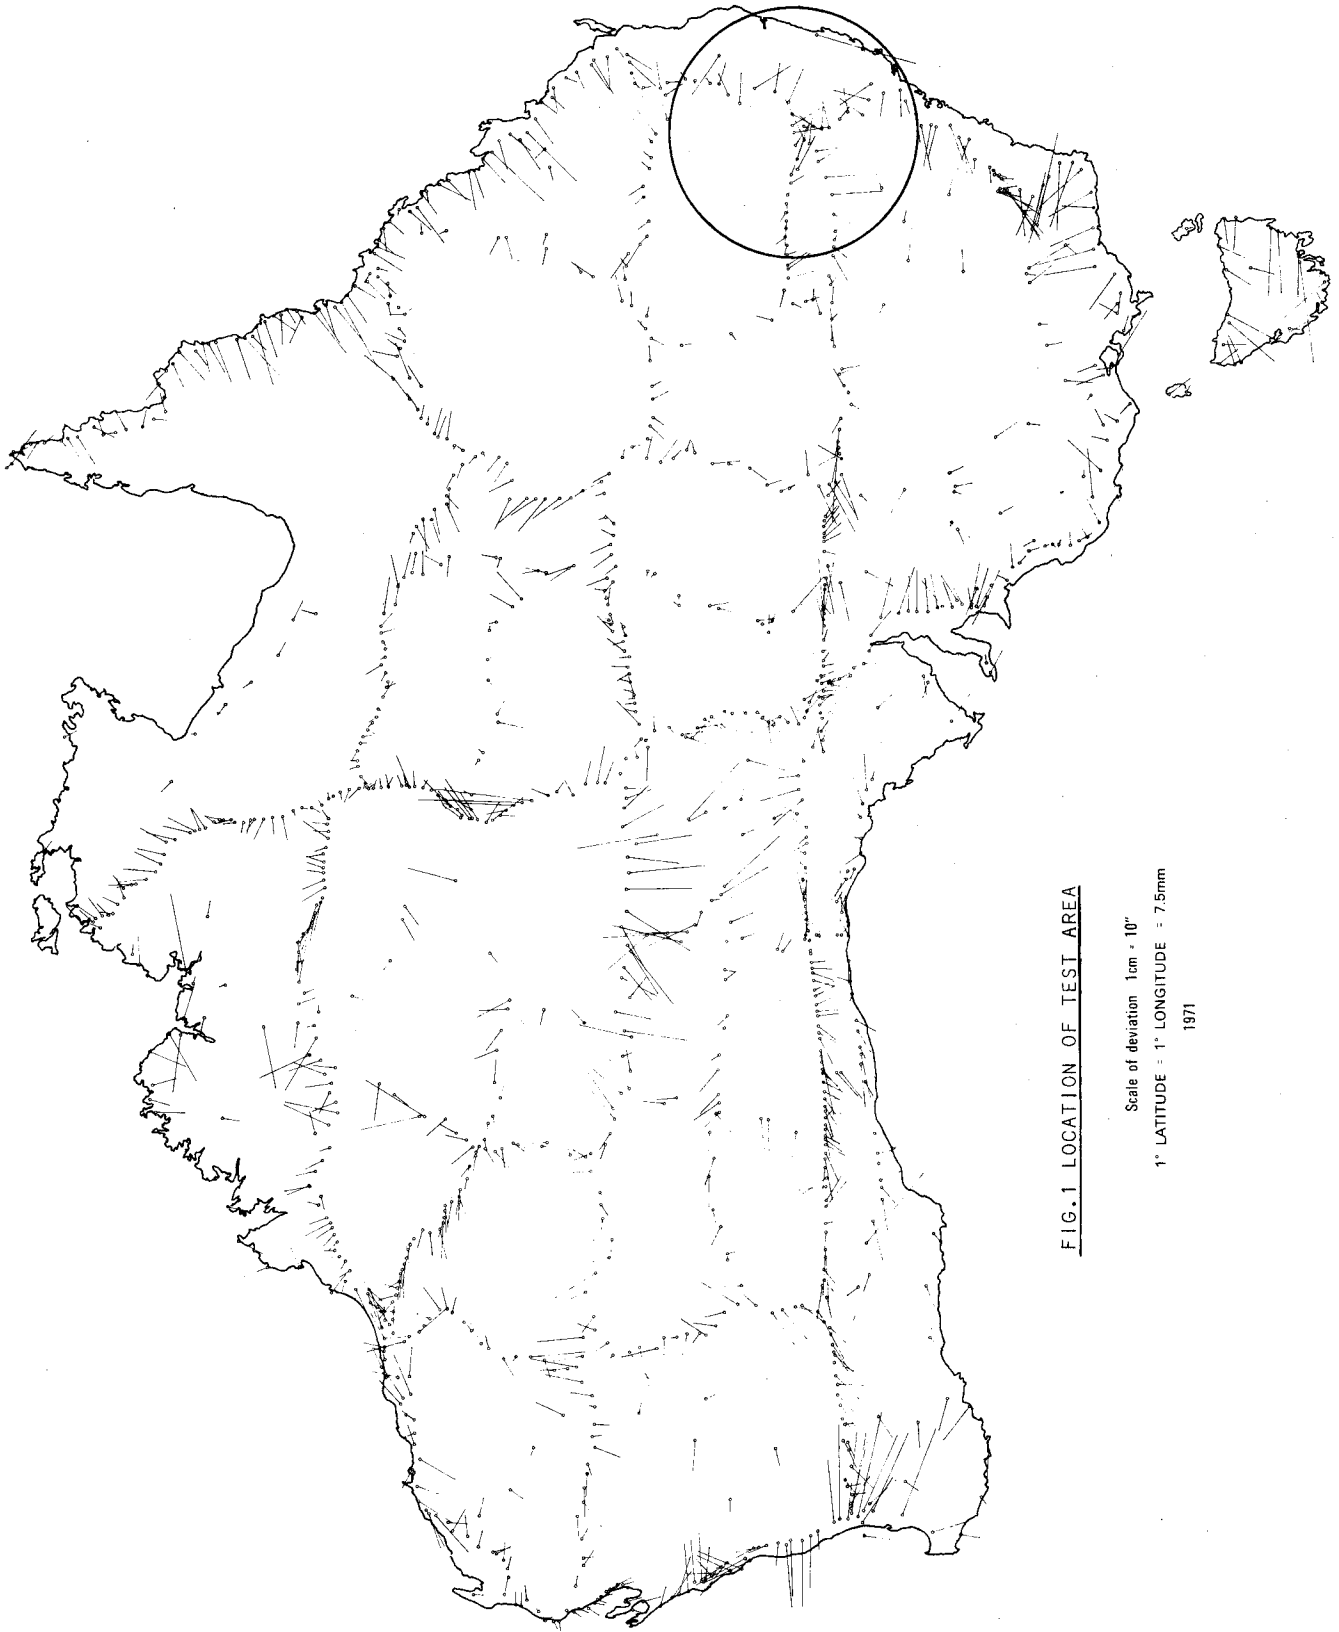 FIG.1 LOCATION OF TEST AREA
Scale of deviation 1cm = 10"
1° LATITUDE = 1° LONGITUDE = 7.5mm
1971